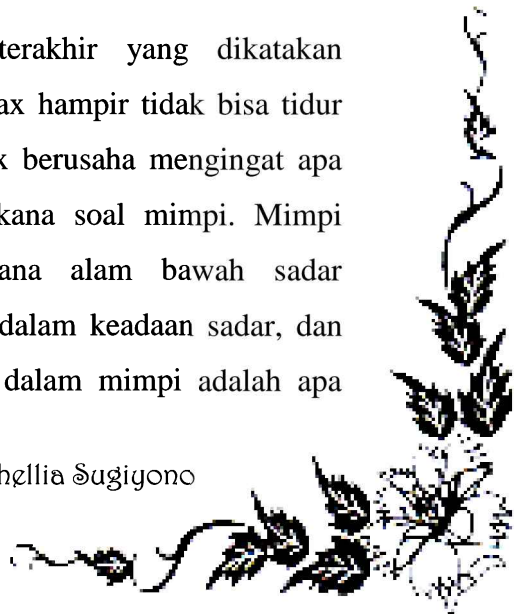 terakhir yang dikatakan
ax hampir tidak bisa tidur
berusaha mengingat apa
kana soal mimpi. Mimpi
ana alam bawah sadar
dalam keadaan sadar, dan
dalam mimpi adalah apa
hellia Sugiyono